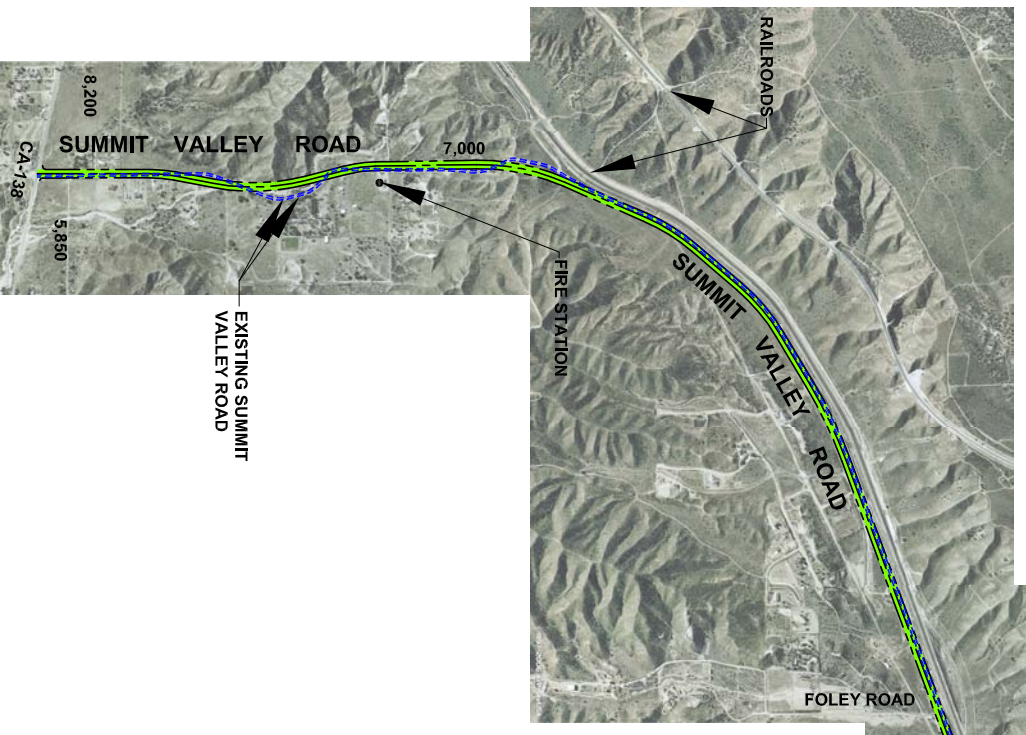 RAILROADS
8,200
SUMMIT VALLEY ROAD
7,000
CA-138
5,850
FIRE STATION
SUMMIT VALLEY ROAD
EXISTING SUMMIT
VALLEY ROAD
FOLEY ROAD